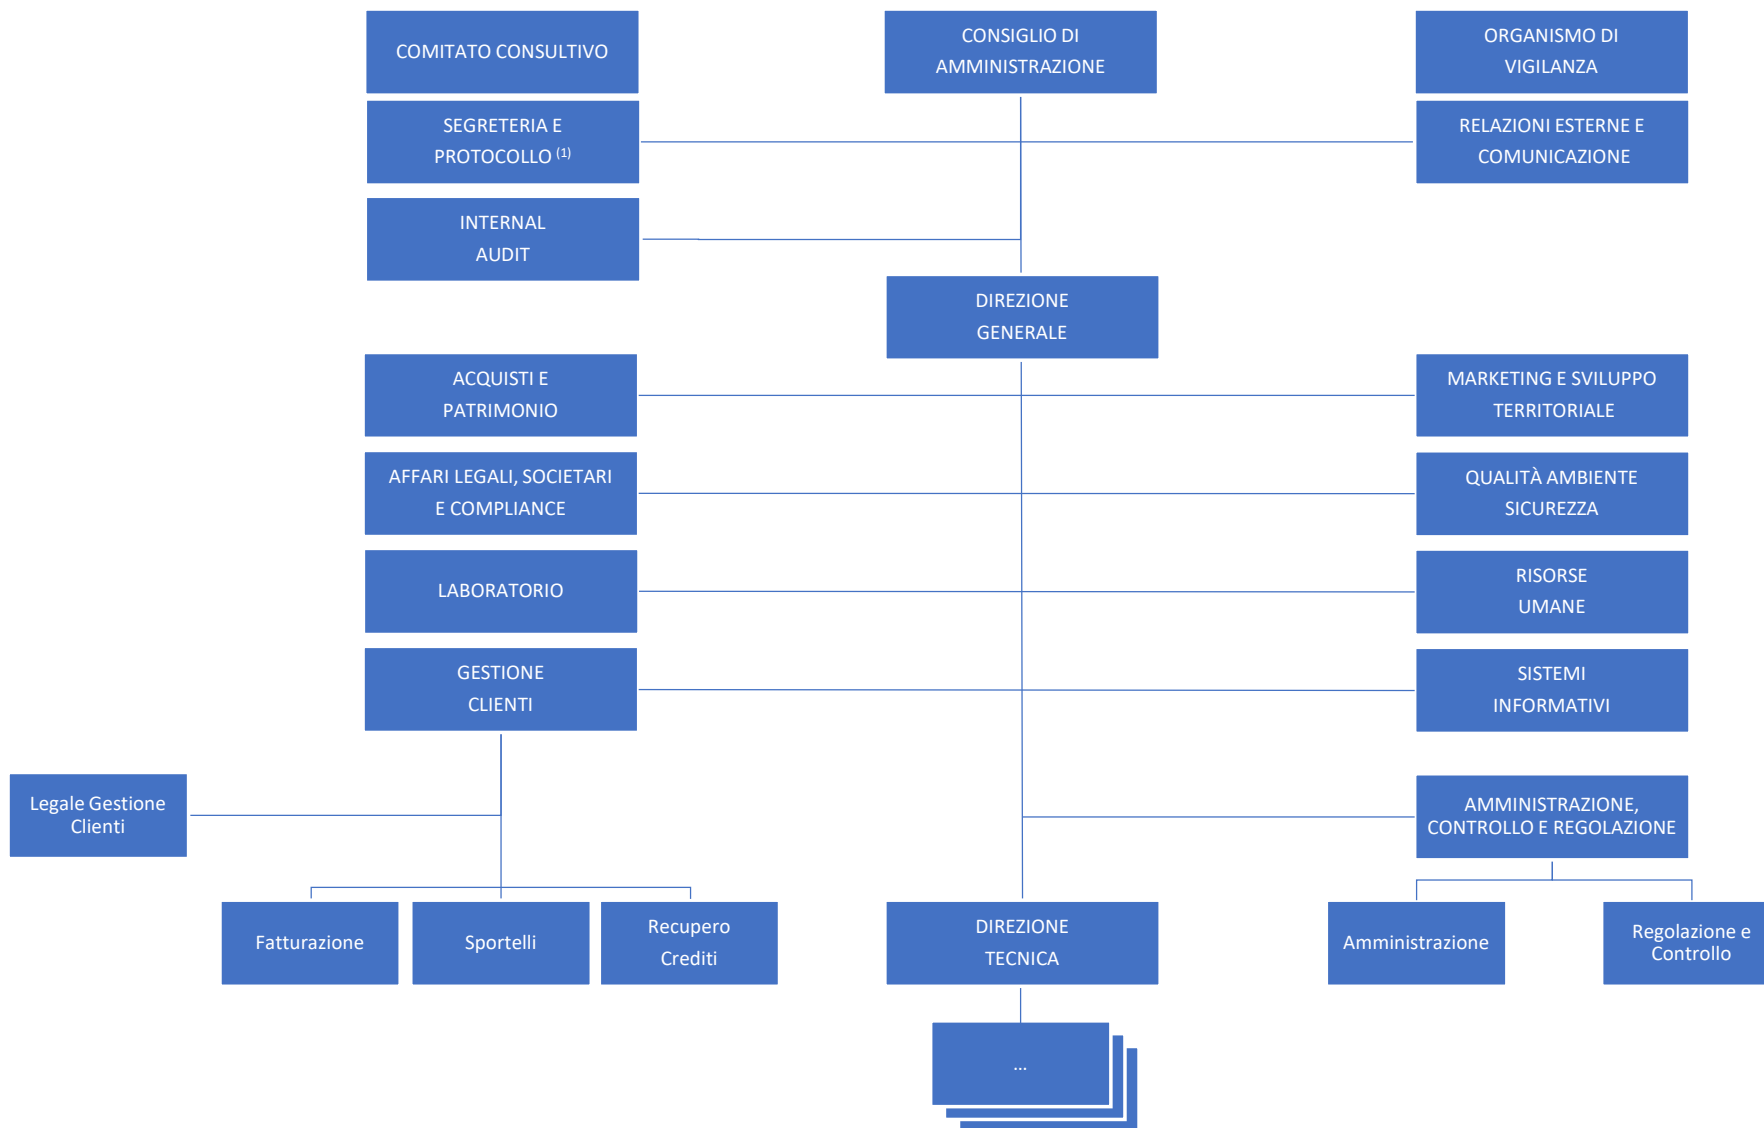 COMITATO CONSULTIVO
CONSIGLIO DI
AMMINISTRAZIONE
ORGANISMO DI
VIGILANZA
SEGRETERIA E
PROTOCOLLO (1)
RELAZIONI ESTERNE E
COMUNICAZIONE
INTERNAL
AUDIT
DIREZIONE
GENERALE
ACQUISTI E
PATRIMONIO
MARKETING E SVILUPPO
TERRITORIALE
AFFARI LEGALI, SOCIETARI
E COMPLIANCE
QUALITÀ AMBIENTE
SICUREZZA
LABORATORIO
RISORSE
UMANE
GESTIONE
CLIENTI
SISTEMI
INFORMATIVI
Legale Gestione
Clienti
AMMINISTRAZIONE,
CONTROLLO E REGOLAZIONE
Fatturazione
Sportelli
Recupero
Crediti
DIREZIONE
TECNICA
Amministrazione
Regolazione e
Controllo
...